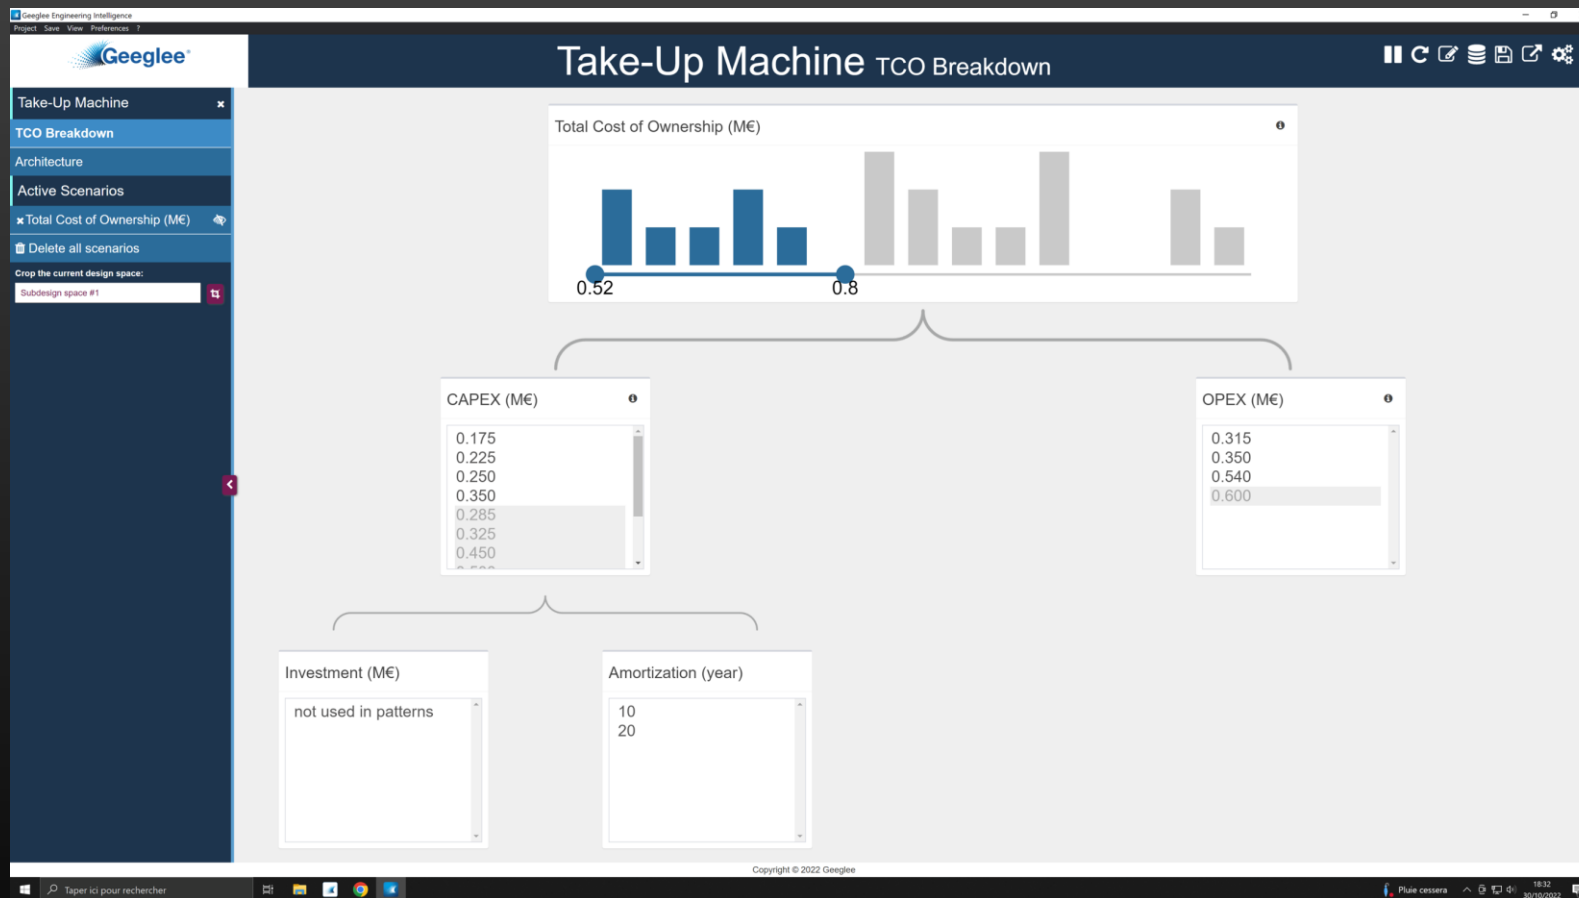 Geeglee Engineering Intelligence
Project Save View Preferences ?
Geeglee
Take-Up Machine TCO Breakdown
Take-Up Machine
TCO Breakdown
Architecture
Active Scenarios
Total Cost of Ownership (M€)
Delete all scenarios
Crop the current design space:
Subdesign space #1
Total Cost of Ownership (M€)
0.52 0.8
CAPEX (M€)
0.175
0.225
0.250
0.350
0.285
0.325
0.450
OPEX (M€)
0.315
0.350
0.540
0.600
Investment (M€)
not used in patterns
Amortization (year)
10
20
Copyright © 2022 Geeglee
Taper ici pour rechercher
Pluie cessera
18:32
30/10/2022